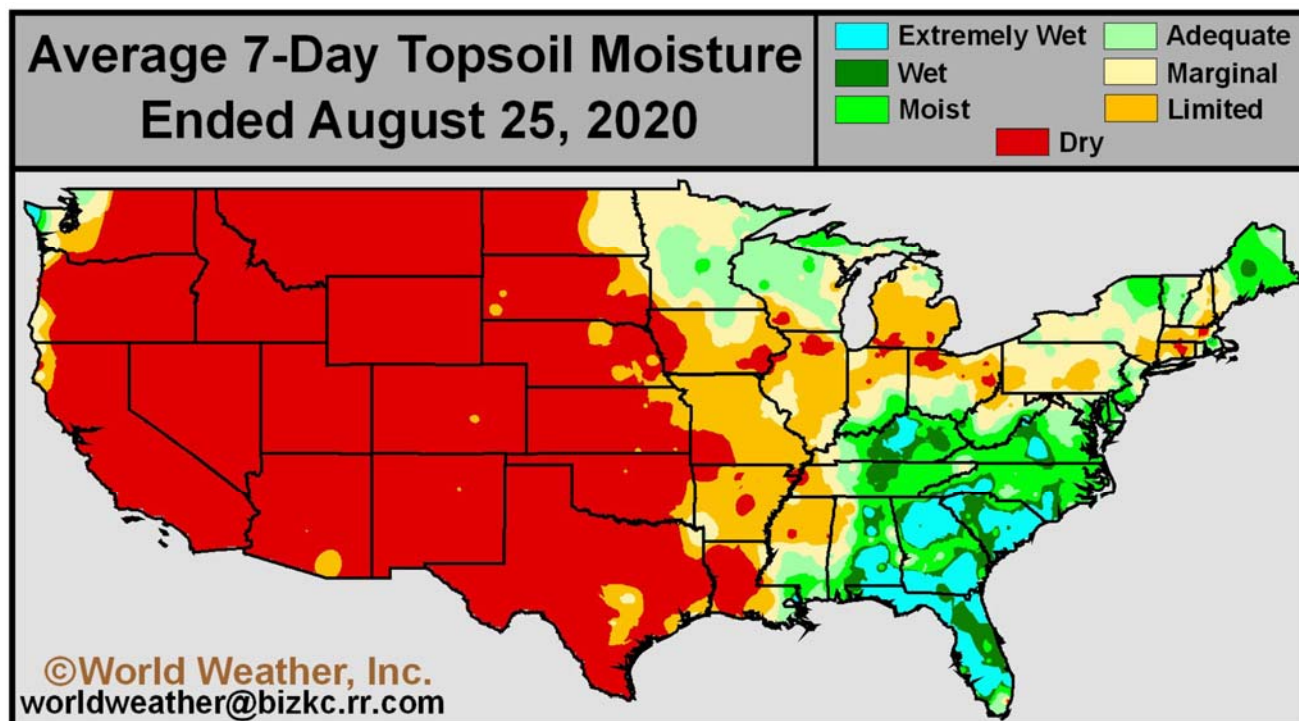 Average 7-Day Topsoil Moisture
Ended August 25, 2020
Extremely Wet
Adequate
Wet
Marginal
Moist
Limited
Dry
©World Weather, Inc.
worldweather@bizkc.rr.com